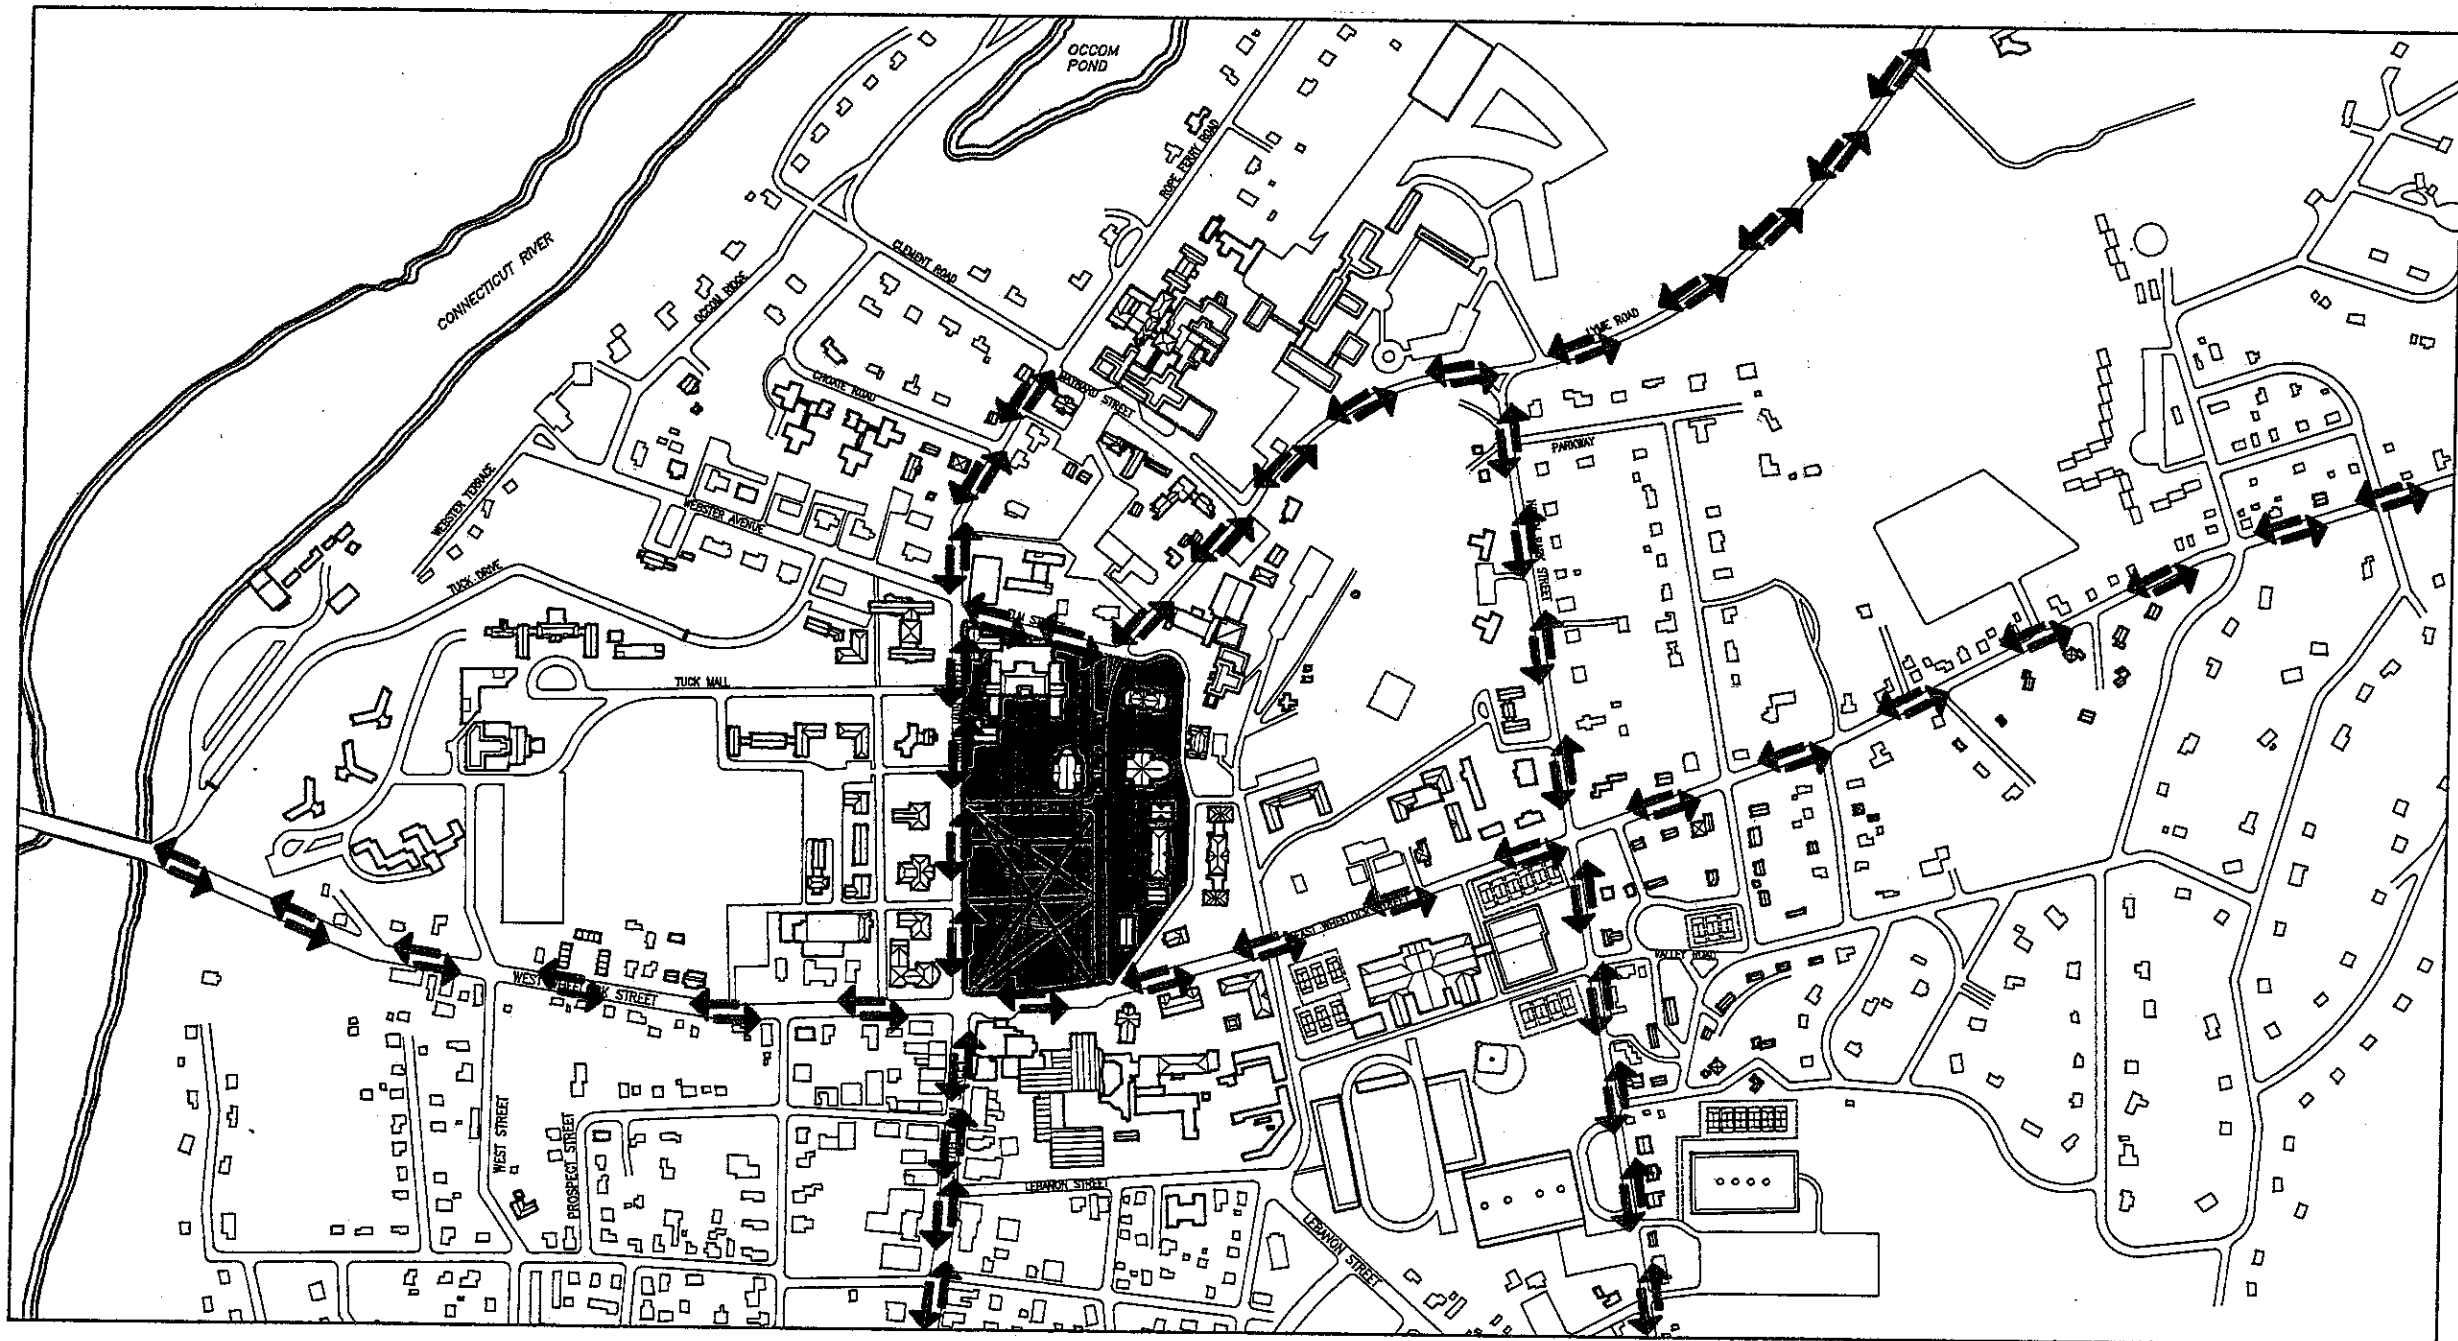 OCCOM
POND
ROPE FERRY ROAD
CONNECTICUT RIVER
CLEMENT ROAD
OCCOM RIDGE
LYME ROAD
CHOATE ROAD
MAYNARD STREET
PARKWAY
WEBSTER TERRACE
WEBSTER AVENUE
TUCK DRIVE
TUCK MALL
EAST WHEELOCK
VALLEY ROAD
STREET
WEST STREET
PROSPECT STREET
LEBANON STREET
LEBANON STREET